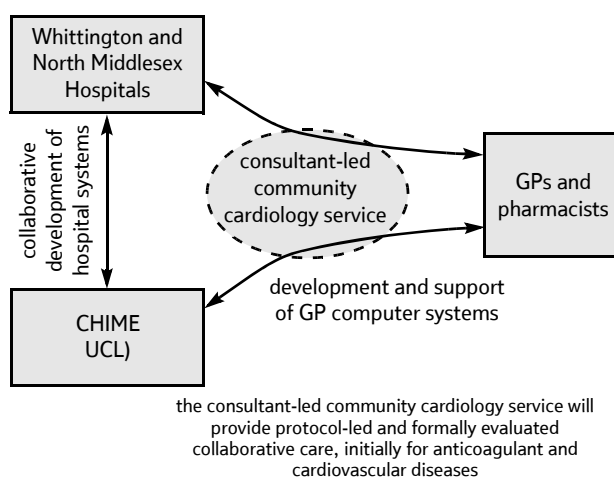 Whittington and
North Middlesex
Hospitals
collaborative
development of
hospital systems
consultant-led
community
cardiology service
GPs and
pharmacists
CHIME
UCL)
development and support
of GP computer systems
the consultant-led community cardiology service will
provide protocol-led and formally evaluated
collaborative care, initially for anticoagulant and
cardiovascular diseases